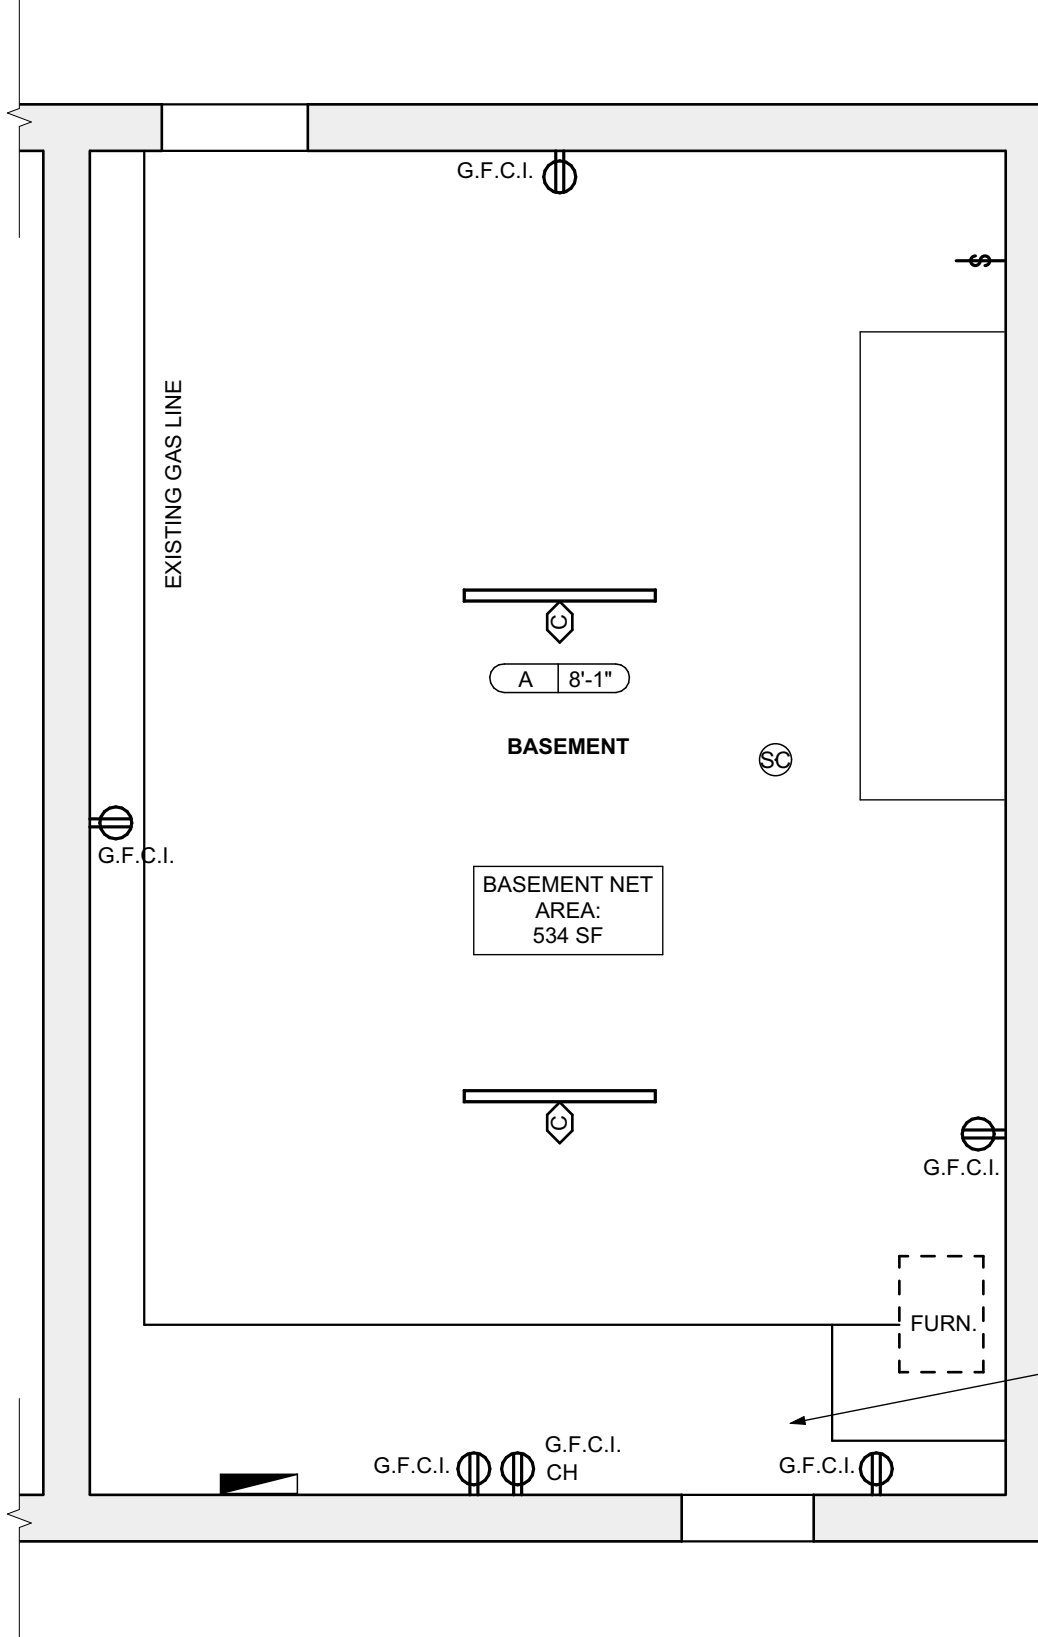 G.F.C.I.
S
EXISTING GAS LINE
C
A 8'-1"
BASEMENT
SC
G.F.C.I.
BASEMENT NET
AREA:
534 SF
C
G.F.C.I.
FURN.
G.F.C.I.
G.F.C.I.
CH
G.F.C.I.